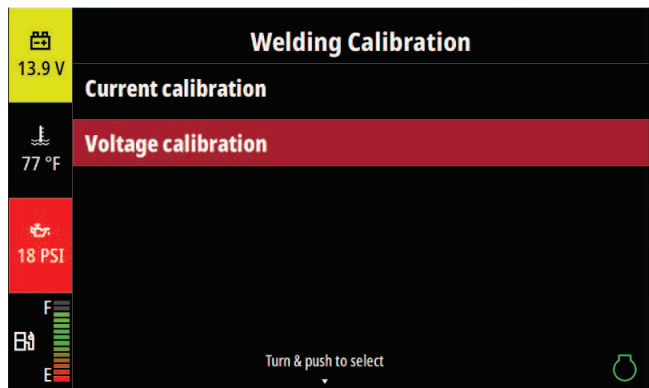 Welding Calibration
13.9 V
Current calibration
Voltage calibration
77 °F
18 PSI
F
E
Turn & push to select